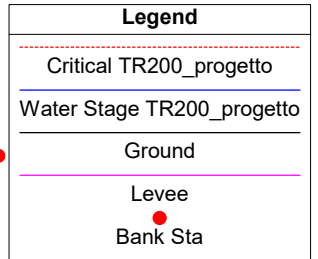 Legend
Critical TR200_progetto
Water Stage TR200_progetto
Ground
Levee
Bank Sta